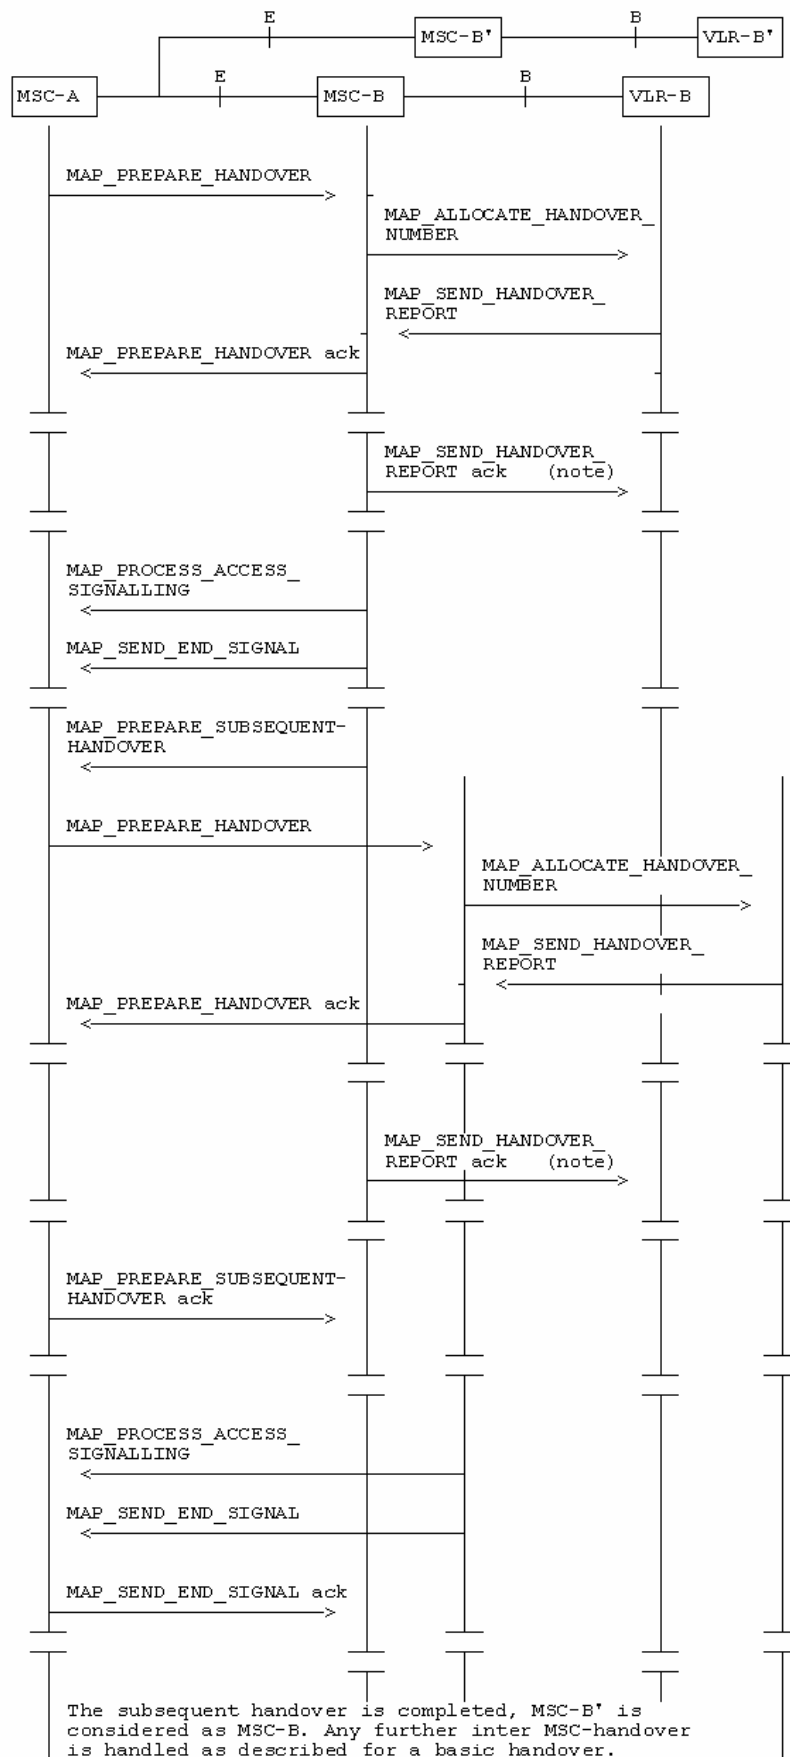 E
B
MSC-B'
VLR-B'
E
B
MSC-A
MSC-B
VLR-B
MAP_PREPARE_HANDOVER
MAP_ALLOCATE_HANDOVER_
NUMBER
MAP_SEND_HANDOVER_
REPORT
MAP_PREPARE_HANDOVER ack
MAP_SEND_HANDOVER_
REPORT ack (note)
MAP_PROCESS_ACCESS_
SIGNALLING
MAP_SEND_END_SIGNAL
MAP_PREPARE_SUBSEQUENT-
HANDOVER
MAP_PREPARE_HANDOVER
MAP_ALLOCATE_HANDOVER_
NUMBER
MAP_SEND_HANDOVER_
REPORT
MAP_PREPARE_HANDOVER ack
MAP_SEND_HANDOVER_
REPORT ack (note)
MAP_PREPARE_SUBSEQUENT-
HANDOVER ack
MAP_PROCESS_ACCESS_
SIGNALLING
MAP_SEND_END_SIGNAL
MAP_SEND_END_SIGNAL ack
The subsequent handover is completed, MSC-B' is
considered as MSC-B. Any further inter MSC-handover
is handled as described for a basic handover.